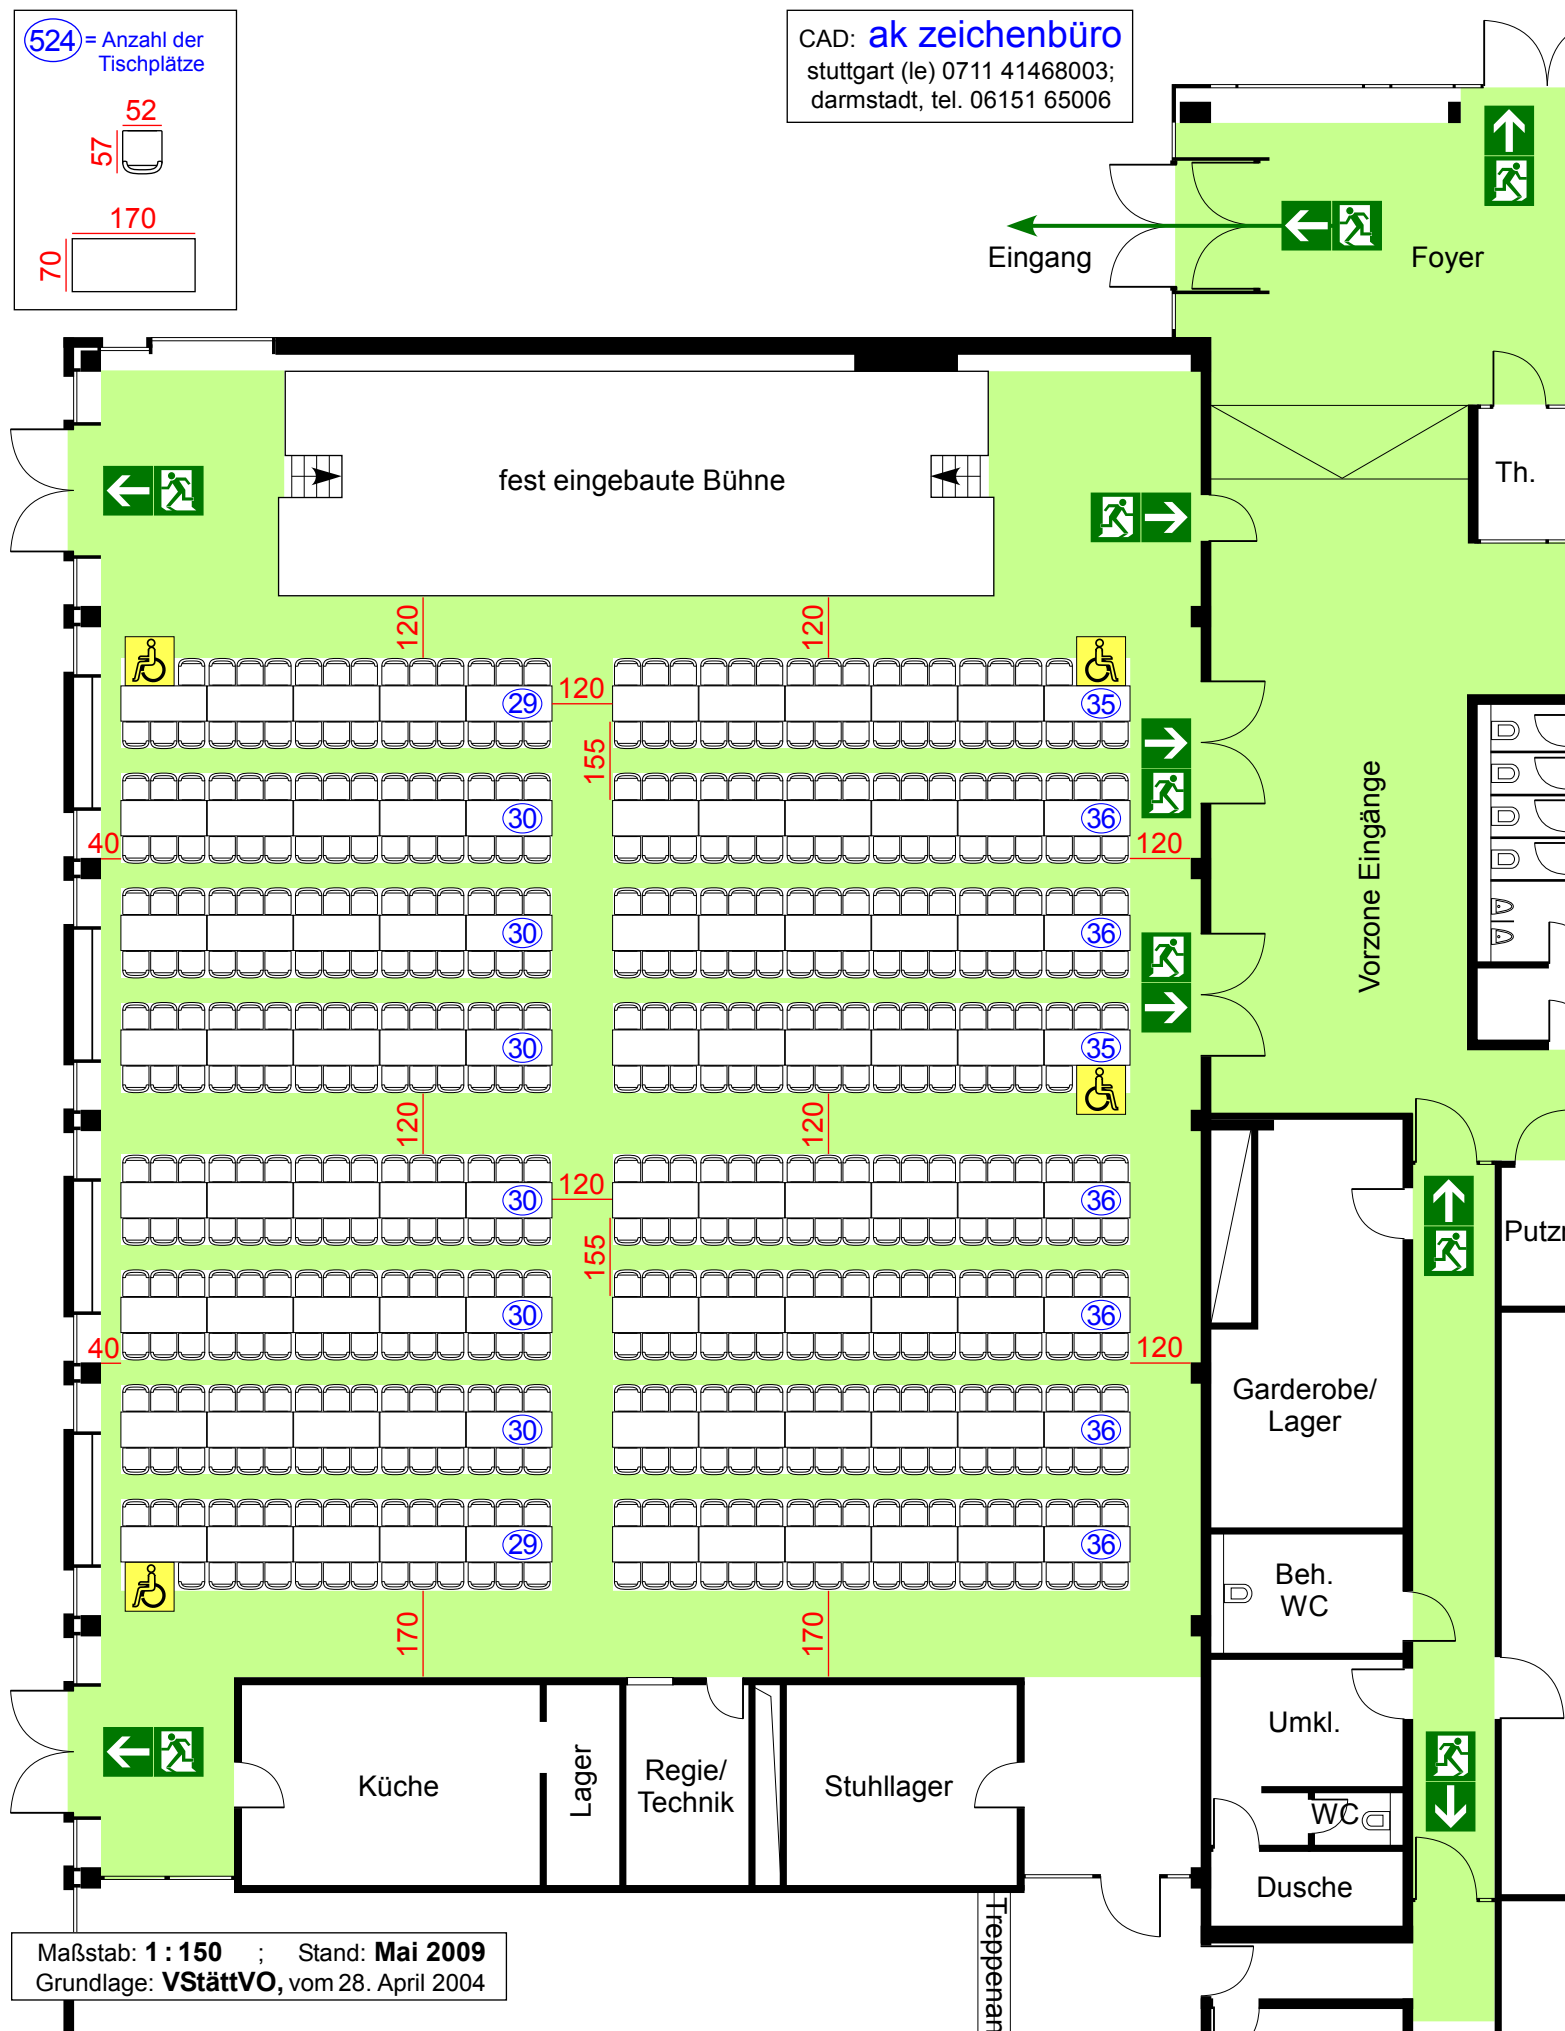 524 = Anzahl der
Tischplätze
52
57
170
70
CAD: ak zeichenbüro
stuttgart (le) 0711 41468003;
darmstadt, tel. 06151 65006
Eingang
Foyer
Th.
fest eingebaute Bühne
120
120
29
120
35
155
30
36
40
120
30
36
Vorzone Eingänge
30
35
120
120
30
120
36
155
Putzr
30
36
40
120
30
36
Garderobe/
Lager
29
36
Beh.
WC
170
170
Umkl.
Küche
Lager
Regie/
Technik
Stuhllager
WC
Dusche
Treppenan
Maßstab: 1 : 150 ; Stand: Mai 2009
Grundlage: VStättVO, vom 28. April 2004